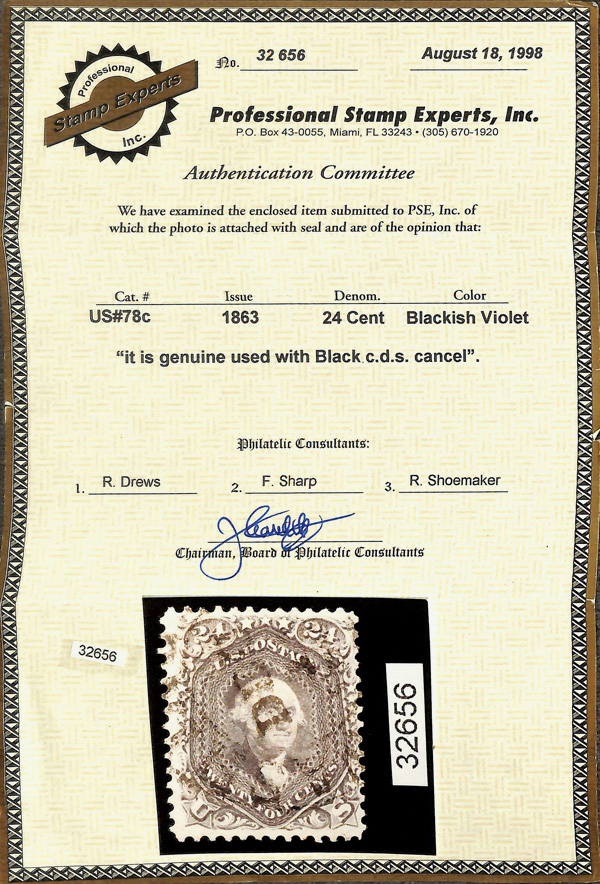 Professional
Stamp Experts
Inc.
No. 32 656
August 18, 1998
Professional Stamp Experts, Inc.
P.O. Box 43-0055, Miami, FL 33243 • (305) 670-1920
Authentication Committee
We have examined the enclosed item submitted to PSE, Inc. of
which the photo is attached with seal and are of the opinion that:
Cat. # Issue Denom. Color
US#78c 1863 24 Cent Blackish Violet
“it is genuine used with Black c.d.s. cancel”.
Philatelic Consultants:
1. R. Drews 2. F. Sharp 3. R. Shoemaker
Chairman, Board of Philatelic Consultants
32656
24 24
U.S. POSTAGE
U S
32656